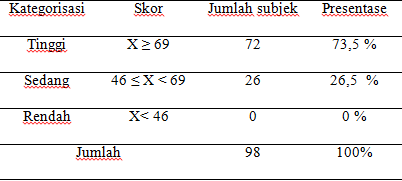 Kategorisasi Skor Jumlah subjek Presentase
Tinggi X ≥ 69 72 73,5 %
Sedang 46 ≤ X < 69 26 26,5 %
Rendah X< 46 0 0 %
Jumlah 98 100%